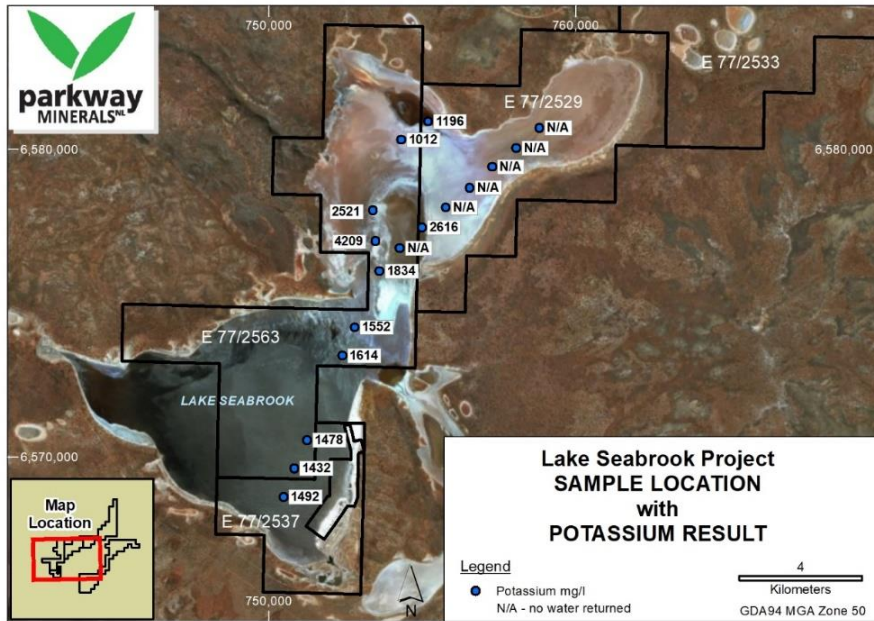 750,000
760,000
parkway
MINERALS NL
E 77/2533
E 77/2529
1196
N/A
1012
N/A
6,580,000
6,580,000
N/A
N/A
N/A
2521
2616
4209
N/A
1834
1552
E 77/2563
1614
LAKE SEABROOK
1478
6,570,000
1432
1492
E 77/2537
Map
Location
750,000
N
Lake Seabrook Project
SAMPLE LOCATION
with
POTASSIUM RESULT
Legend
Potassium mg/l
N/A - no water returned
4
Kilometers
GDA94 MGA Zone 50